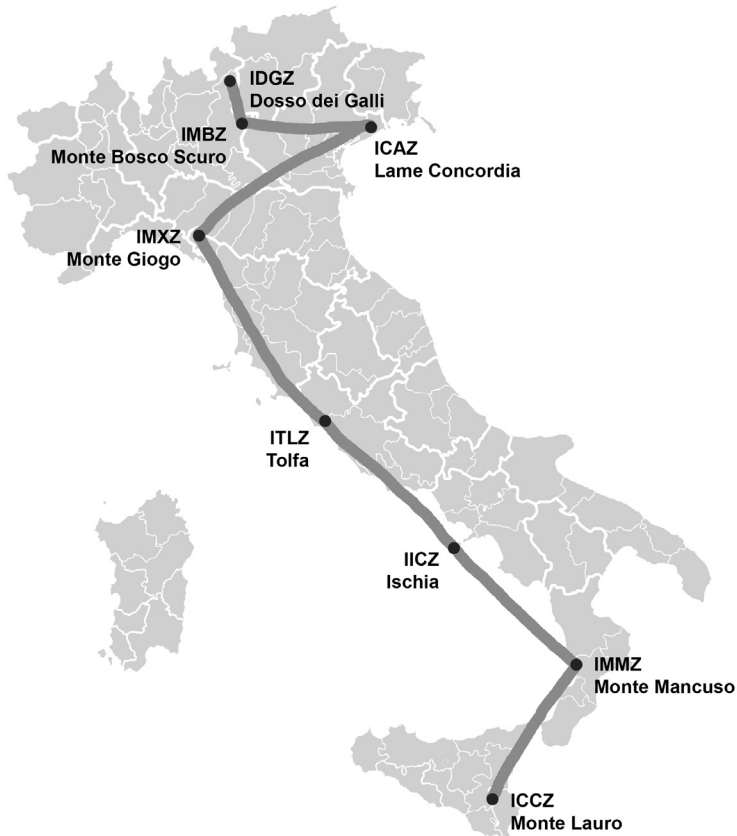 IDGZ
Dosso dei Galli
IMBZ
Monte Bosco Scuro
ICAZ
Lame Concordia
IMXZ
Monte Giogo
ITLZ
Tolfa
IICZ
Ischia
IMMZ
Monte Mancuso
ICCZ
Monte Lauro